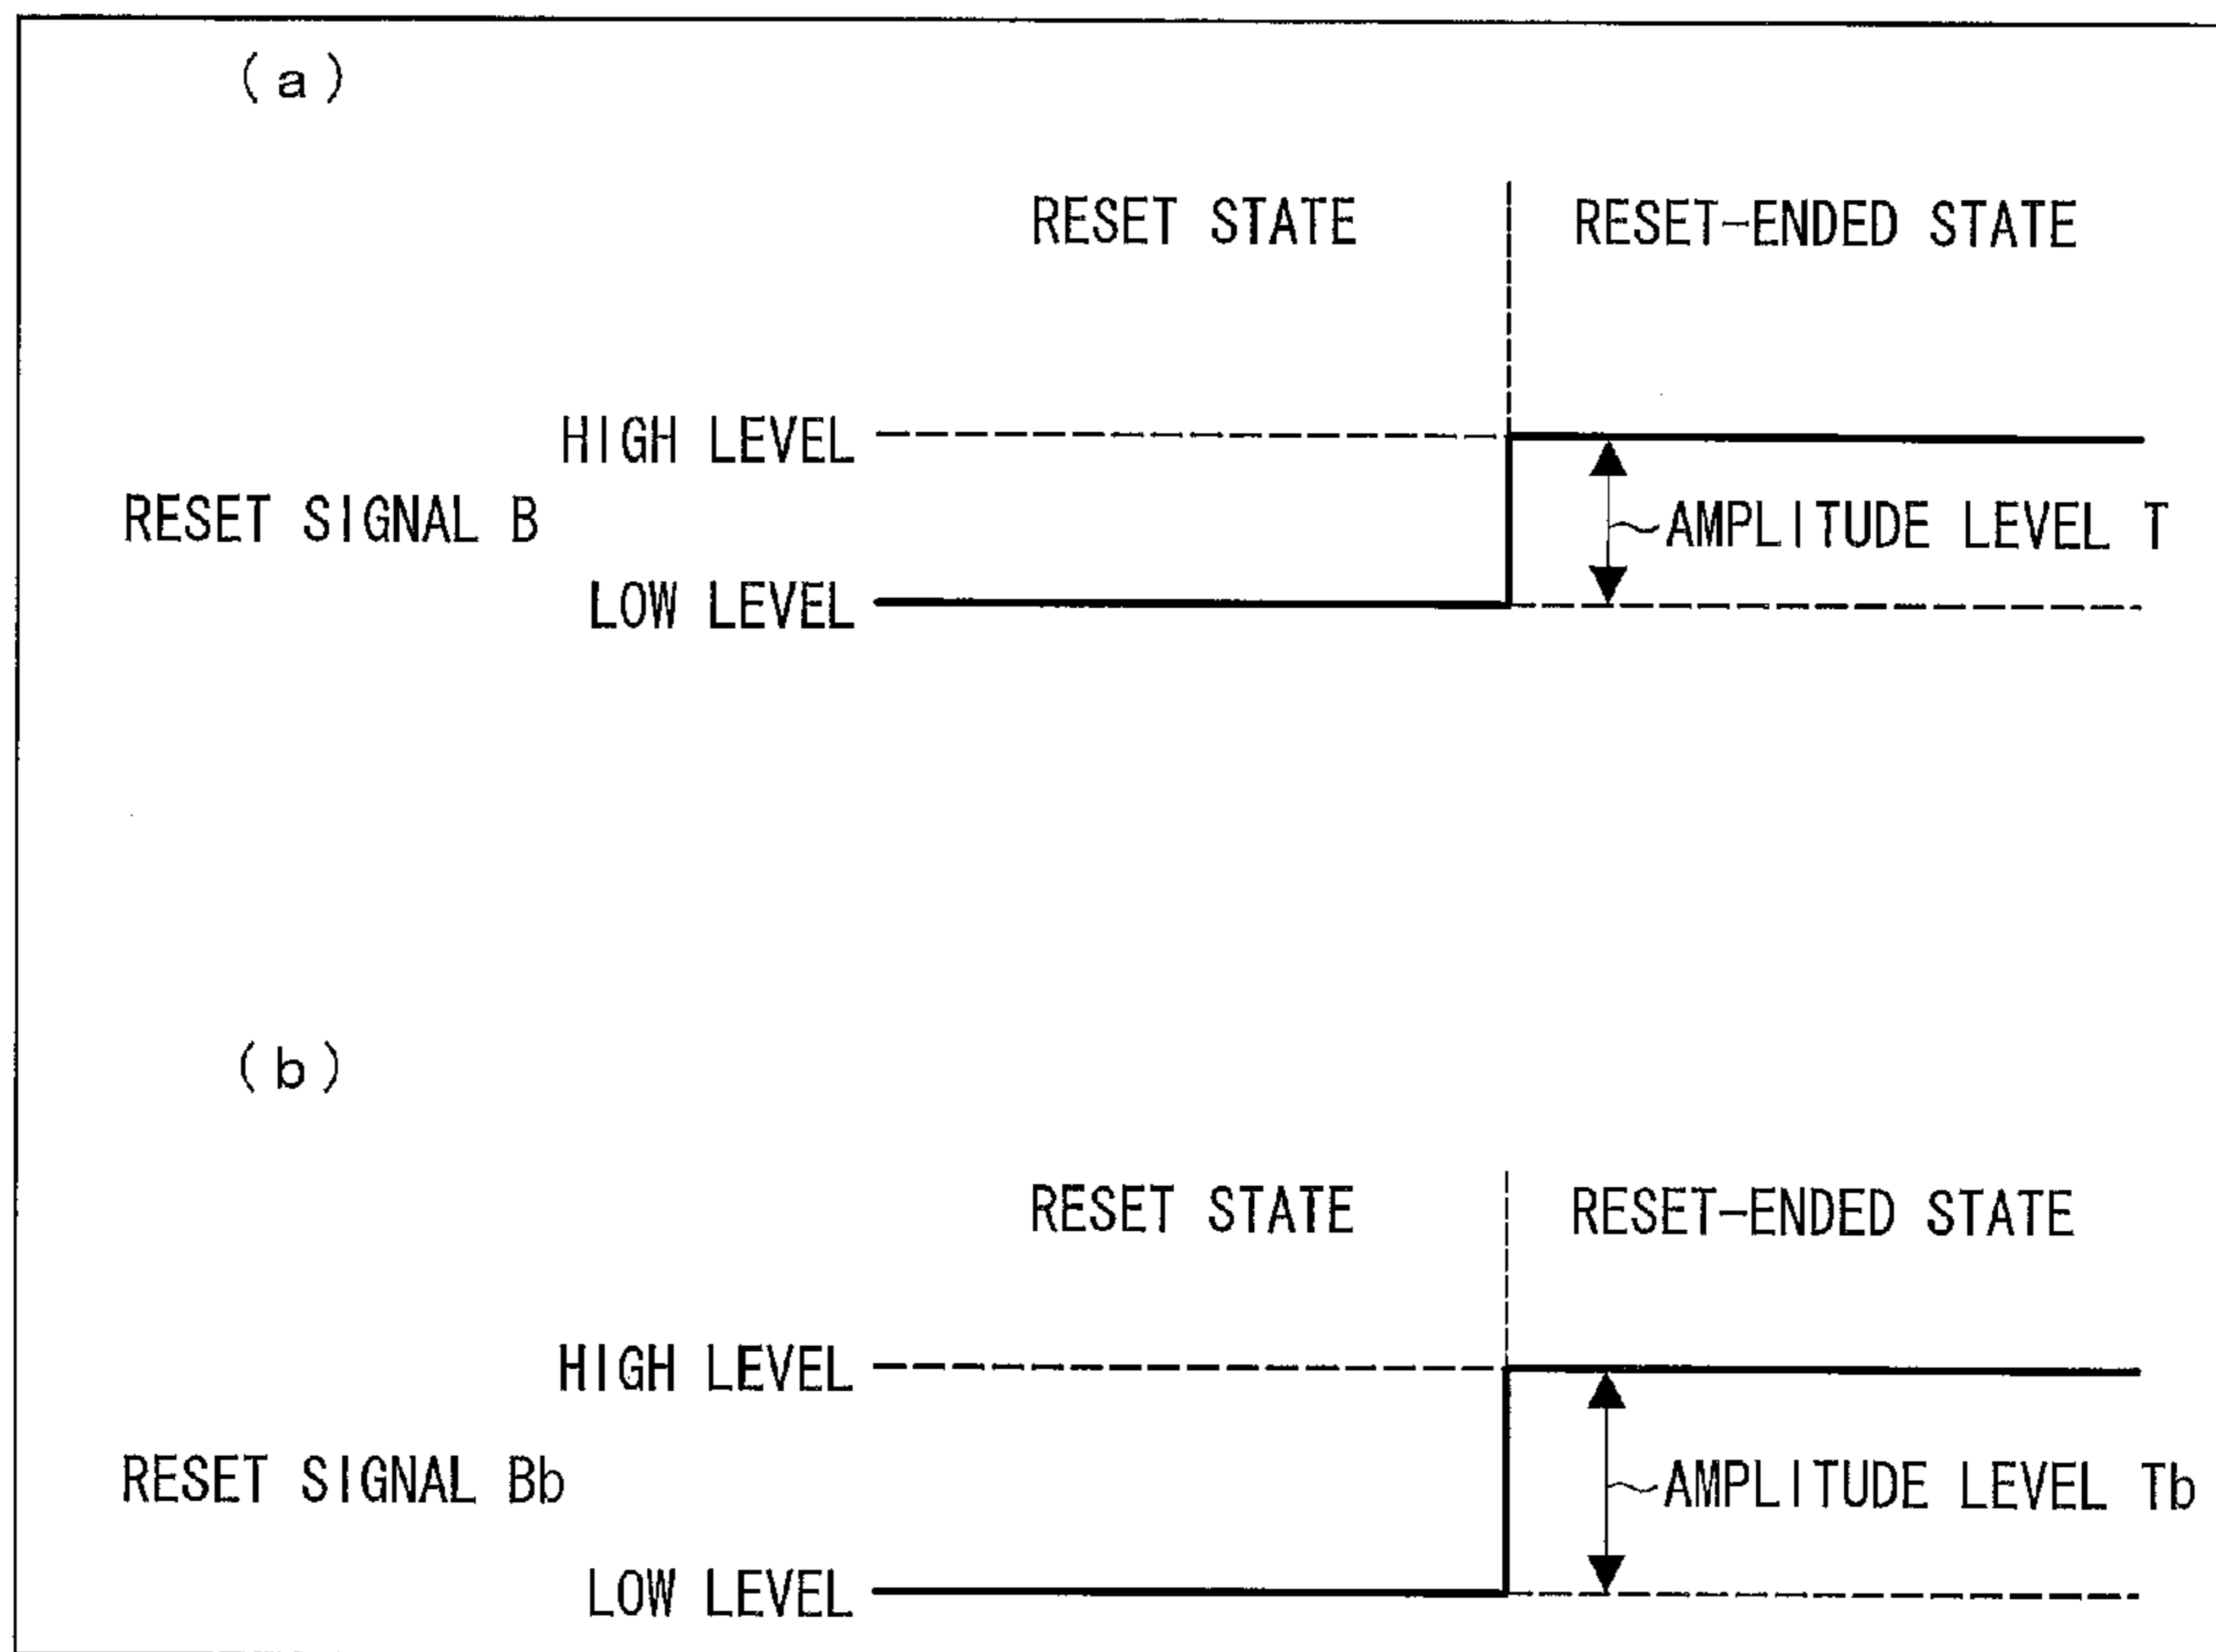 (a)
RESET STATE RESET-ENDED STATE
HIGH LEVEL
RESET SIGNAL B AMPLITUDE LEVEL T
LOW LEVEL
(b)
RESET STATE RESET-ENDED STATE
HIGH LEVEL
RESET SIGNAL Bb AMPLITUDE LEVEL Tb
LOW LEVEL